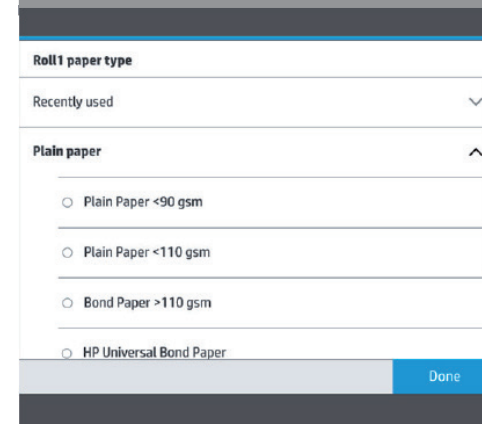 Roll1 paper type
Recently used
Plain paper
Plain Paper <90 gsm
Plain Paper <110 gsm
Bond Paper >110 gsm
HP Universal Bond Paper
Done